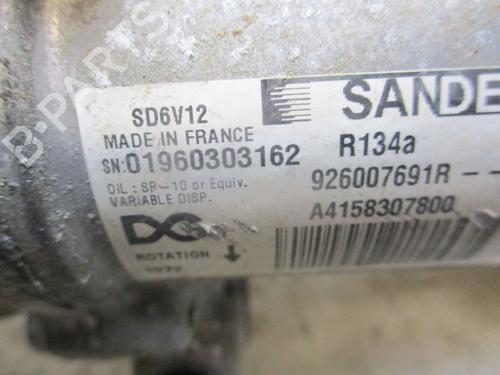 SD6V12
MADE IN FRANCE
SN:01960303162
OIL : SP-10 or Equiv.
VARIABLE DISP.
ROTATION
SANDE
R134a
926007691R
A4158307800
B-PARTS